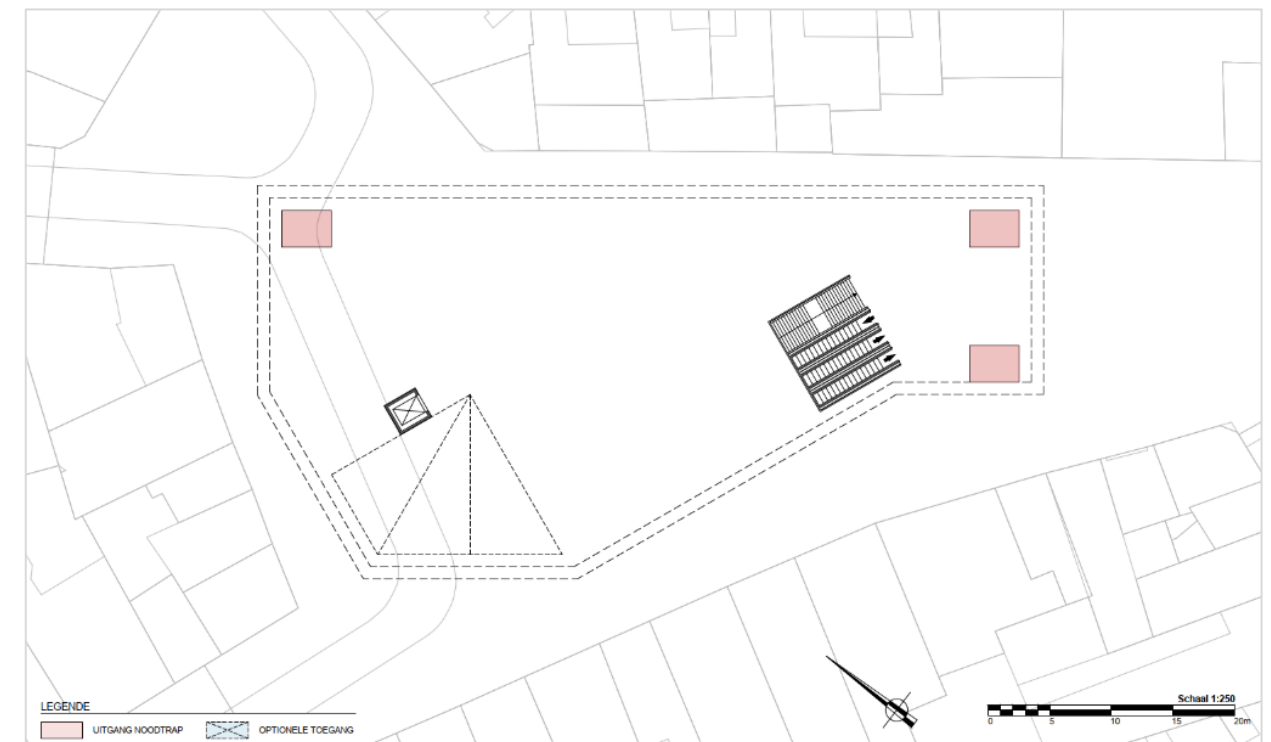 LEGENDE
UITGANG NOODTRAP
OPTIONELE TOEGANG
Schaal 1:250
0 5 10 15 20m